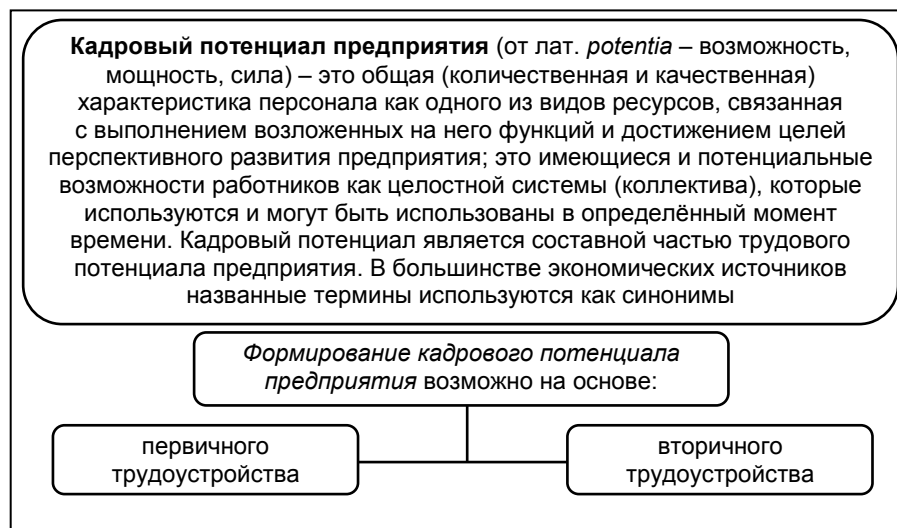 Кадровый потенциал предприятия (от лат. potentia – возможность,
мощность, сила) – это общая (количественная и качественная)
характеристика персонала как одного из видов ресурсов, связанная
с выполнением возложенных на него функций и достижением целей
перспективного развития предприятия; это имеющиеся и потенциальные
возможности работников как целостной системы (коллектива), которые
используются и могут быть использованы в определённый момент
времени. Кадровый потенциал является составной частью трудового
потенциала предприятия. В большинстве экономических источников
названные термины используются как синонимы
Формирование кадрового потенциала
предприятия возможно на основе:
первичного
трудоустройства
вторичного
трудоустройства